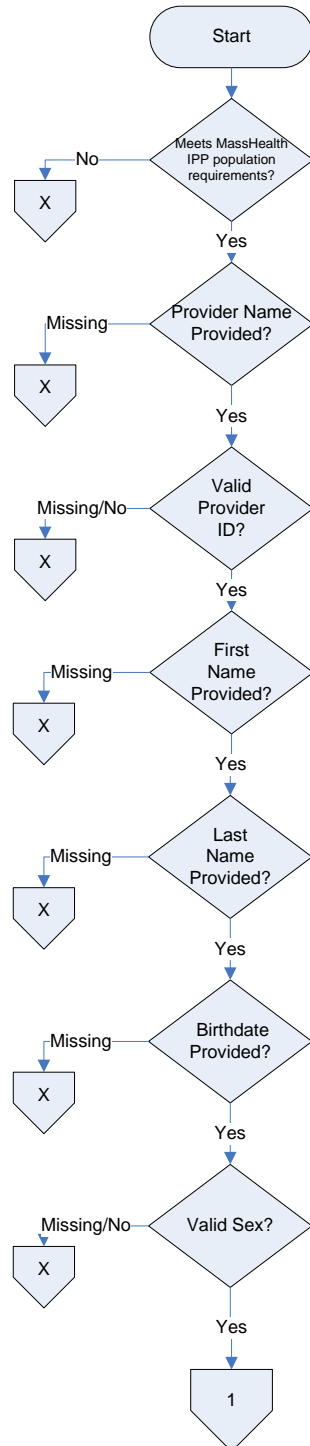 Start
Meets MassHealth
IPP population
requirements?
No
X
Yes
Provider Name
Provided?
Missing
X
Yes
Valid
Provider
ID?
Missing/No
X
Yes
First
Name
Provided?
Missing
X
Yes
Last
Name
Provided?
Missing
X
Yes
Birthdate
Provided?
Missing
X
Yes
Valid Sex?
Missing/No
X
Yes
1